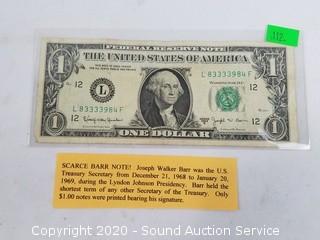 112.
FEDERAL RESERVE NOTE
THE UNITED STATES OF AMERICA
L 83333984 F
WASHINGTON, D.C.
12
12
L
L 83333984 F
12
12
1
1
1
1
ONE DOLLAR
SCARCE BARR NOTE! Joseph Walker Barr was the U.S.
Treasury Secretary from December 21, 1968 to January 20,
1969, during the Lyndon Johnson Presidency. Barr held the
shortest term of any other Secretary of the Treasury. Only
$1.00 notes were printed bearing his signature.
Copyright 2020 - Sound Auction Service